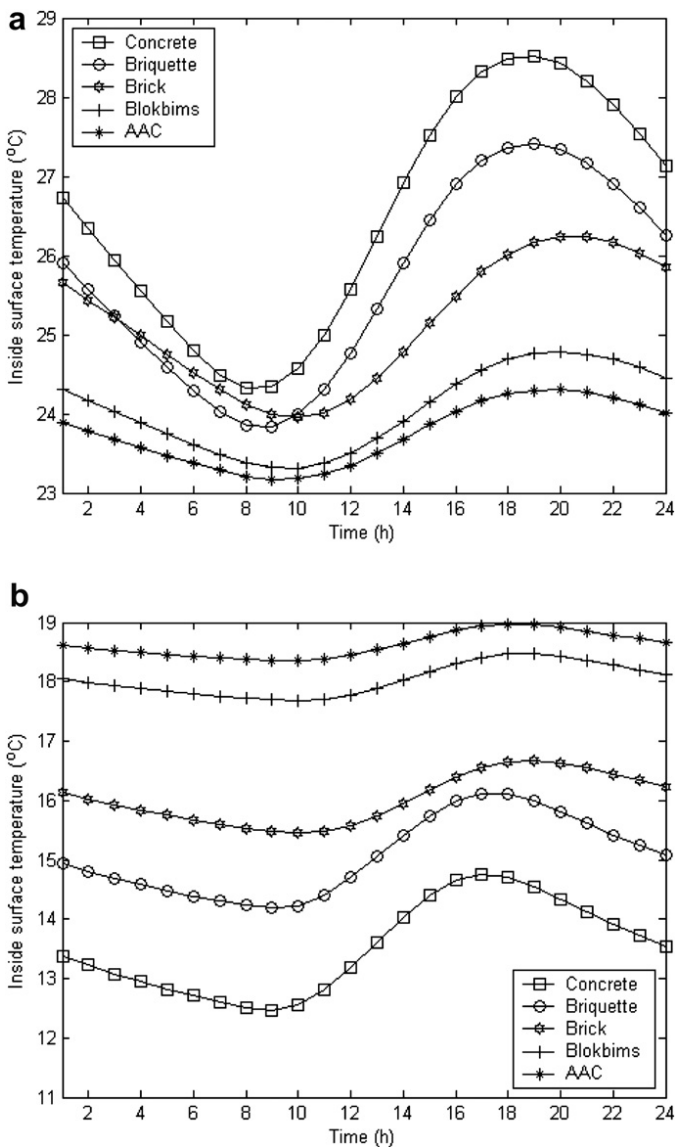 a
29
28
27
26
25
24
23
Inside surface temperature (°C)
Concrete
Briquette
Brick
Blokbims
AAC
2 4 6 8 10 12 14 16 18 20 22 24
Time (h)
b
19
18
17
16
15
14
13
12
11
Inside surface temperature (°C)
Concrete
Briquette
Brick
Blokbims
AAC
2 4 6 8 10 12 14 16 18 20 22 24
Time (h)